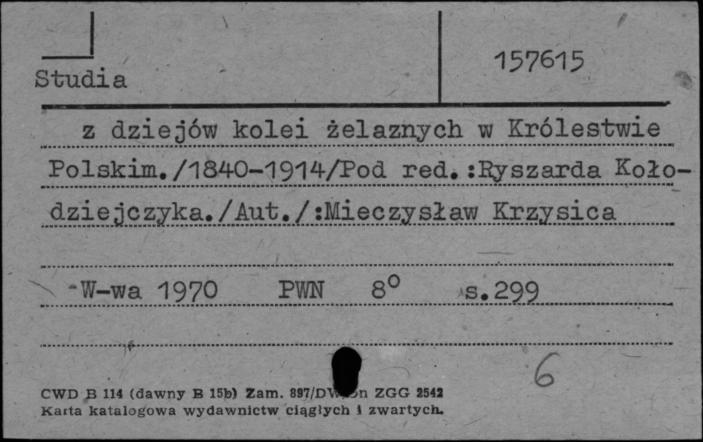 157615
Studia
z dziejów kolei żelaznych w Królestwie
Polskim./1840-1914/Pod red.:Ryszarda Koło-
dziejczyka./Aut./:Mieczysław Krzysica
W-wa 1970 PWN 8° s.299
6
CWD B 114 (dawny B 15b) Zam. 897/DW ZGG 2542
Karta katalogowa wydawnictw ciągłych i zwartych.